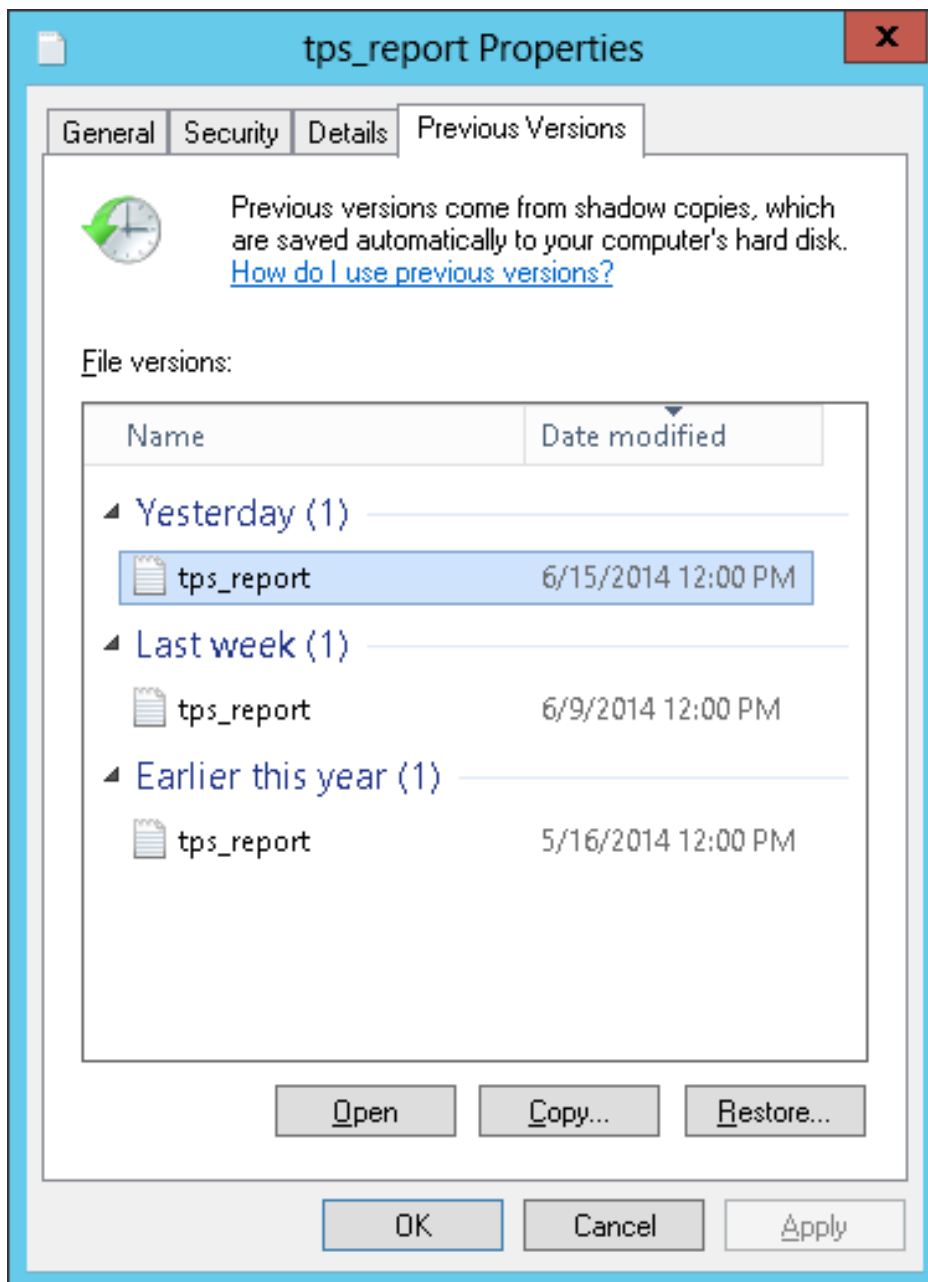 tps_report Properties
x
General Security Details Previous Versions
Previous versions come from shadow copies, which
are saved automatically to your computer's hard disk.
How do I use previous versions?
File versions:
Name Date modified
Yesterday (1)
tps_report 6/15/2014 12:00 PM
Last week (1)
tps_report 6/9/2014 12:00 PM
Earlier this year (1)
tps_report 5/16/2014 12:00 PM
Open Copy... Restore...
OK Cancel Apply